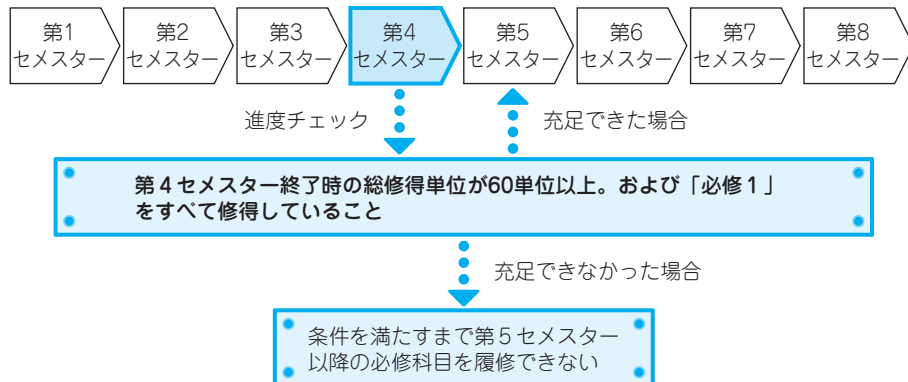 第1
セメスター
第2
セメスター
第3
セメスター
第4
セメスター
第5
セメスター
第6
セメスター
第7
セメスター
第8
セメスター
進度チェック
充足できた場合
第4セメスター終了時の総修得単位が60単位以上。および「必修1」
をすべて修得していること
充足できなかった場合
条件を満たすまで第5セメスター
以降の必修科目を履修できない